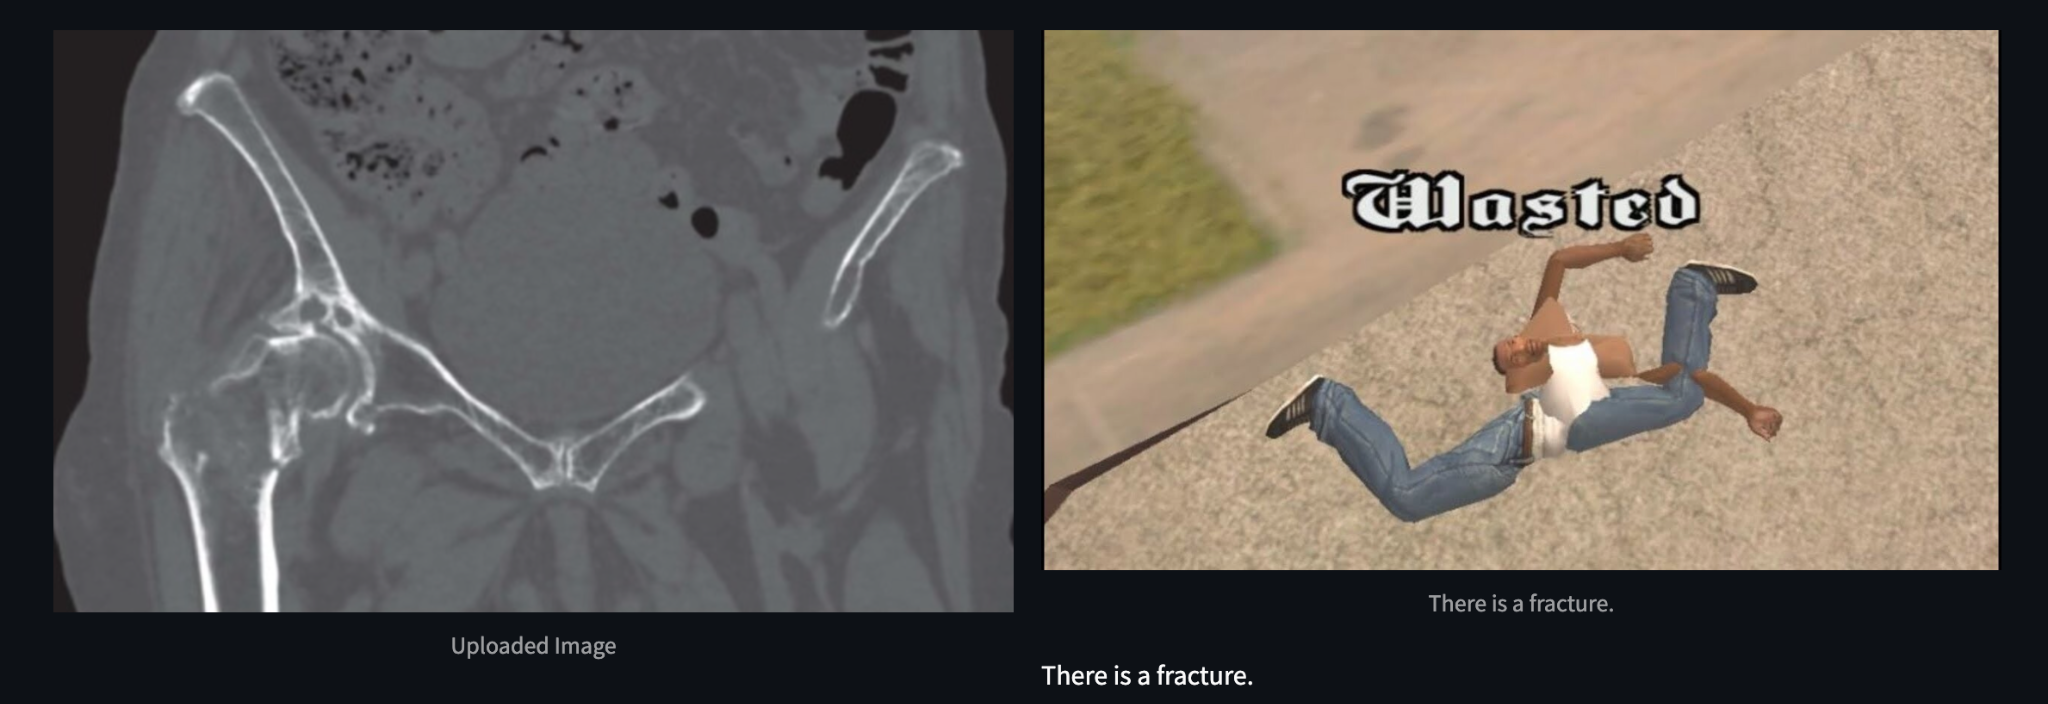 Wasted
There is a fracture.
Uploaded Image
There is a fracture.